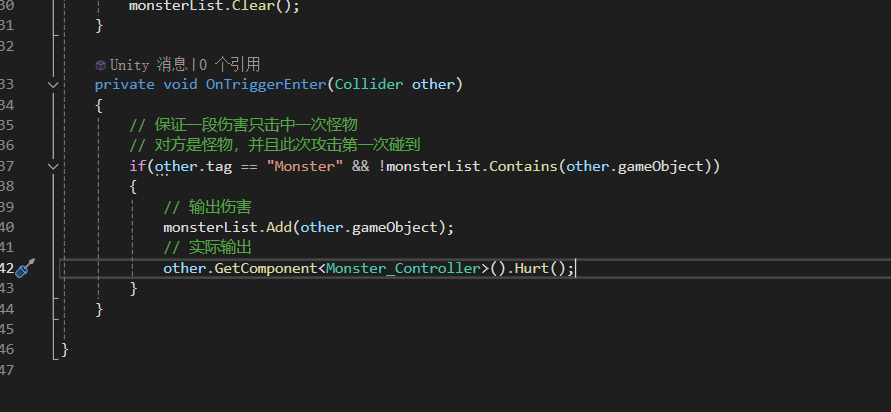 30 monsterList.Clear();
31 }
32
Unity 消息|0 个引用
33 private void OnTriggerEnter(Collider other)
34 {
35 // 保证一段伤害只击中一次怪物
36 // 对方是怪物，并且此次攻击第一次碰到
37 if(other.tag == "Monster" && !monsterList.Contains(other.gameObject))
38 {
39 // 输出伤害
40 monsterList.Add(other.gameObject);
41 // 实际输出
42 other.GetComponent<Monster_Controller>().Hurt();
43 }
44 }
45
46 }
47